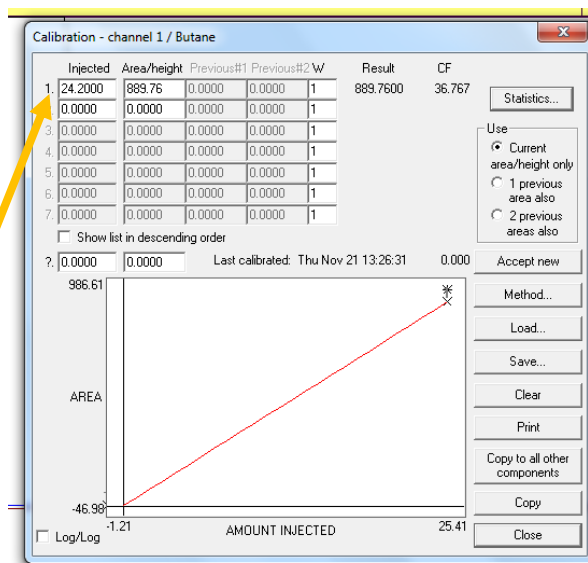 Calibration - channel 1 / Butane
Injected Area/height Previous#1 Previous#2 W Result CF
1. 24.2000 889.76 0.0000 0.0000 1 889.7600 36.767
0.0000 0.0000 0.0000 0.0000 1
3. 0.0000 0.0000 0.0000 0.0000 1
4. 0.0000 0.0000 0.0000 0.0000 1
5. 0.0000 0.0000 0.0000 0.0000 1
6. 0.0000 0.0000 0.0000 0.0000 1
7. 0.0000 0.0000 0.0000 0.0000 1
Show list in descending order
?. 0.0000 0.0000 Last calibrated: Thu Nov 21 13:26:31 0.000
986.61
AREA
-46.98
-1.21 AMOUNT INJECTED 25.41
Log/Log
Statistics...
Use
Current
area/height only
1 previous
area also
2 previous
areas also
Accept new
Method...
Load...
Save...
Clear
Print
Copy to all other
components
Copy
Close